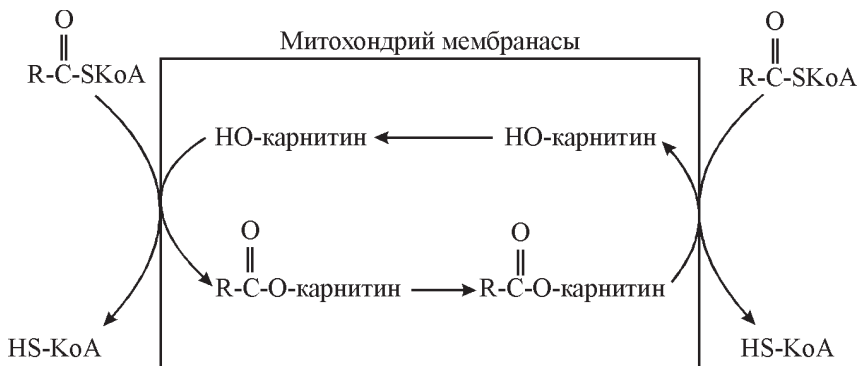 O
O
Митохондрий мембранасы
R-C-SKoA
R-C-SKoA
HO-карнитин
HO-карнитин
O
O
R-C-O-карнитин
R-C-O-карнитин
HS-KoA
HS-KoA